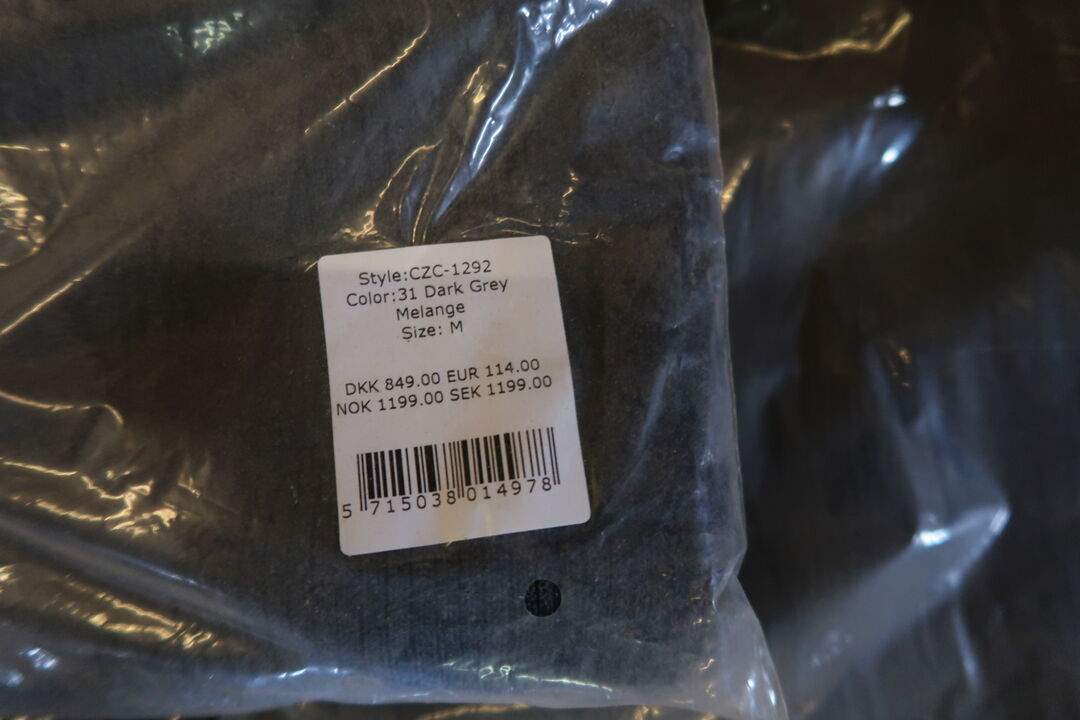 Style:CZC-1292
Color:31 Dark Grey
Melange
Size: M
DKK 849.00 EUR 114.00
NOK 1199.00 SEK 1199.00
5 715038 014978